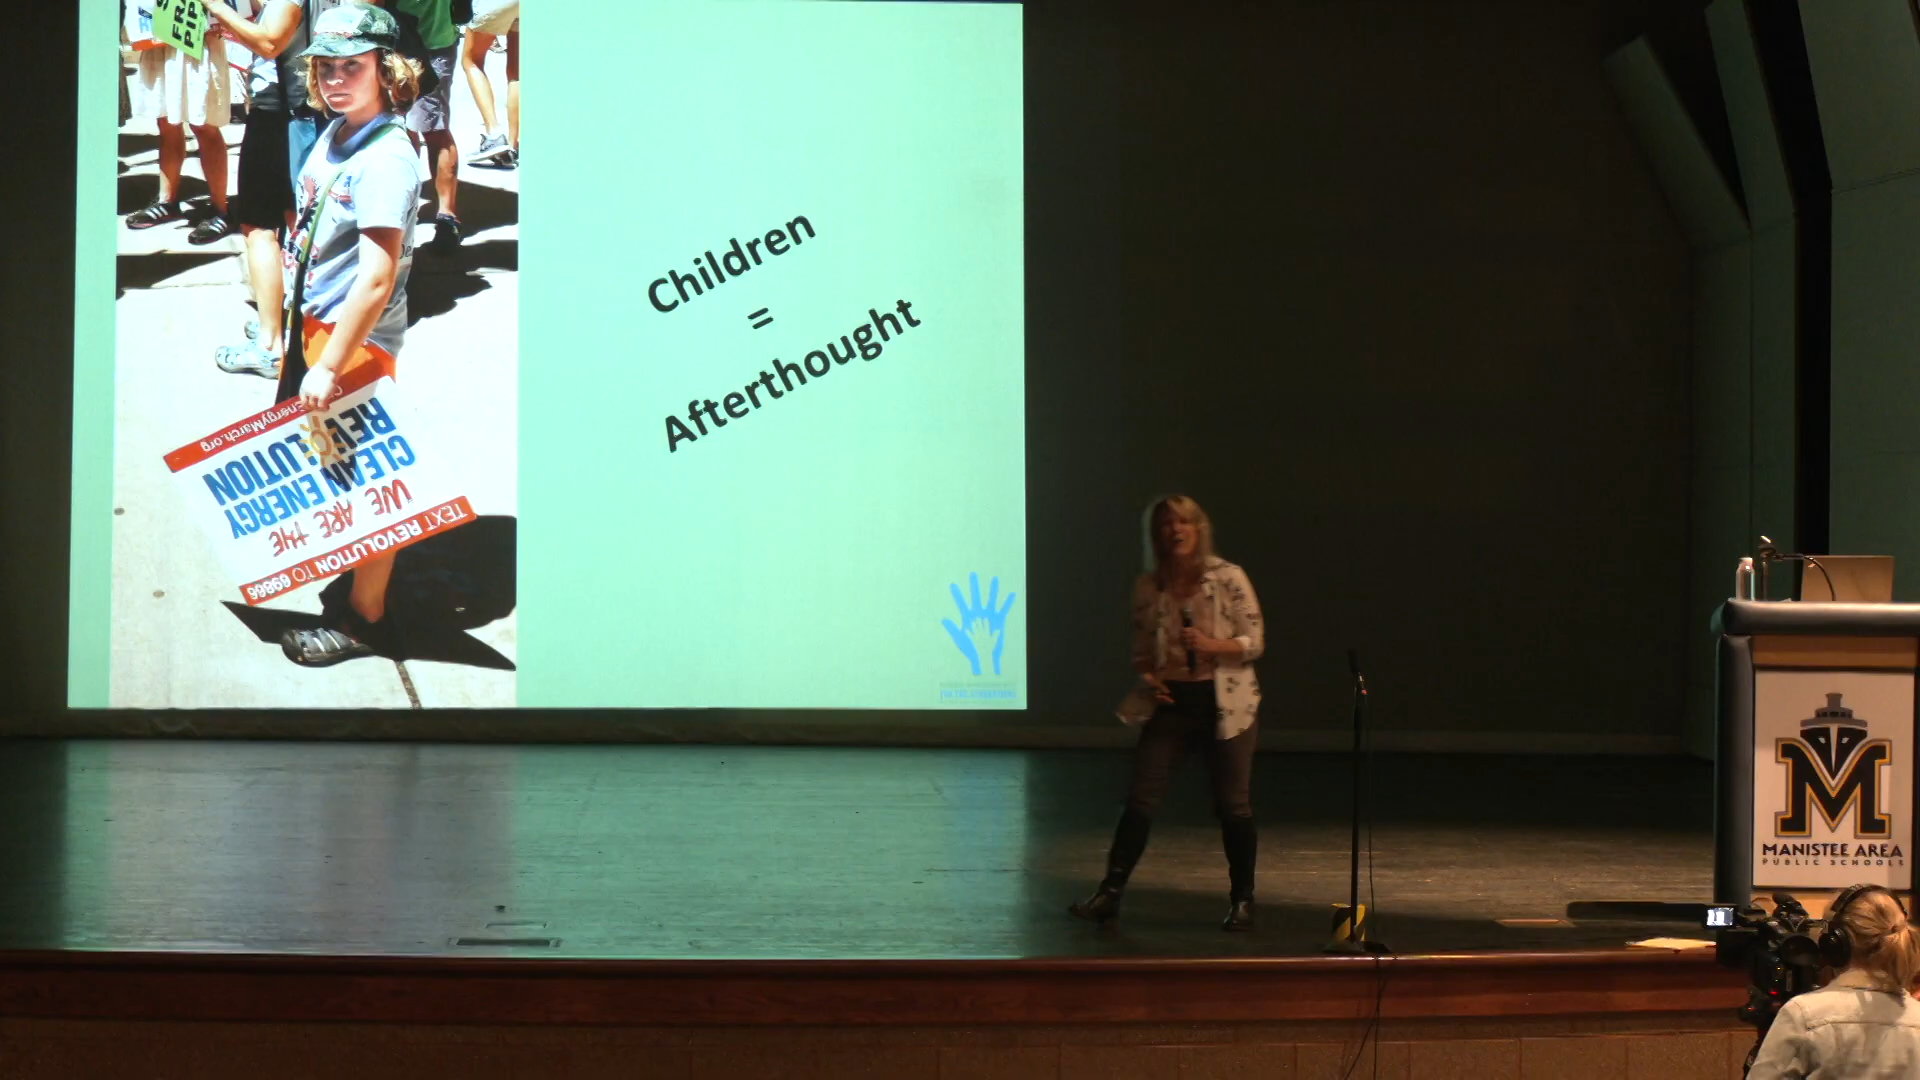 Children
=
Afterthought
CLEAN ENERGY
REVOLUTION
WE ARE THE
TEXT REVOLUTION TO 69866
MANISTEE AREA
PUBLIC SCHOOLS